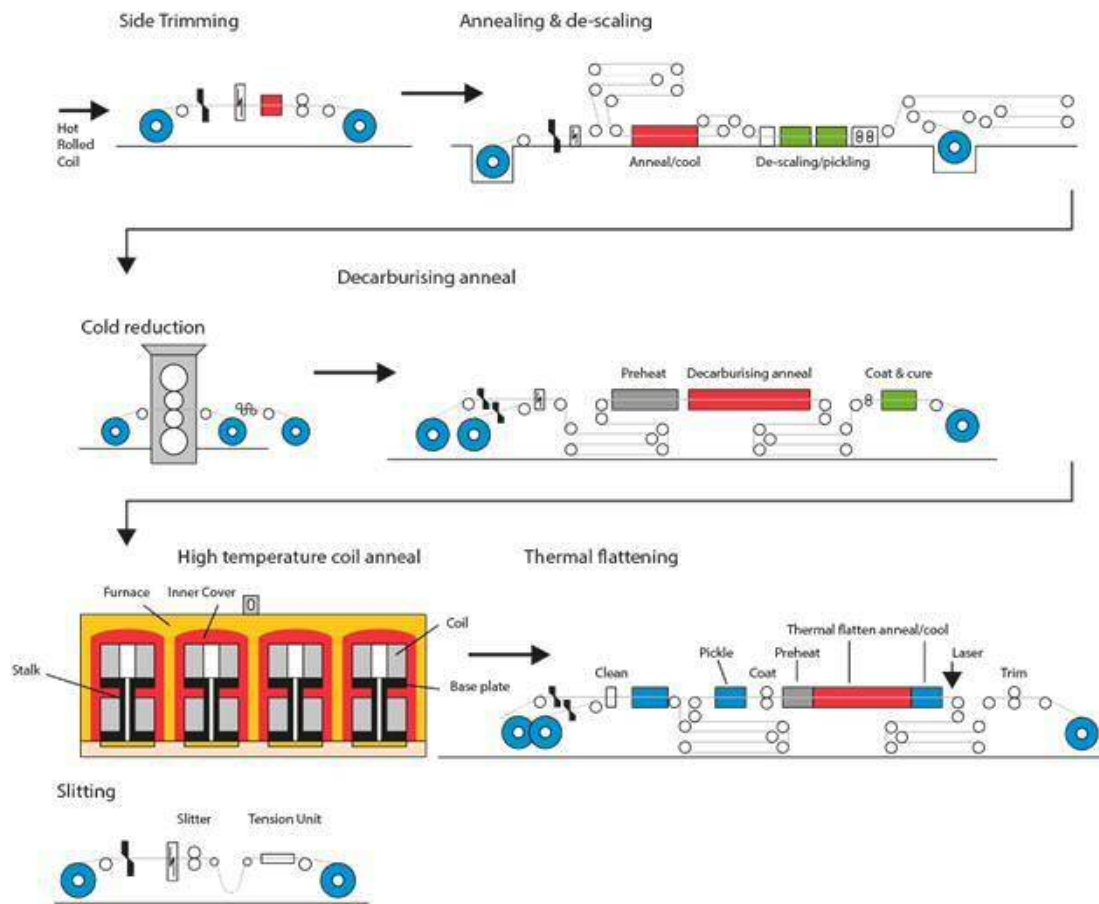 Side Trimming
Annealing & de-scaling
Hot
Rolled
Coil
Anneal/cool
De-scaling/pickling
Decarburising anneal
Cold reduction
Preheat
Decarburising anneal
Coat & cure
High temperature coil anneal
Thermal flattening
Furnace
Inner Cover
Coil
Stalk
Base plate
Thermal flatten anneal/cool
Clean
Pickle
Coat
Preheat
Laser
Trim
Slitting
Slitter
Tension Unit